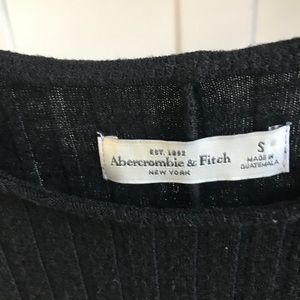 EST. 1892
Abercrombie & Fitch
NEW YORK
S
MADE IN
GUATEMALA